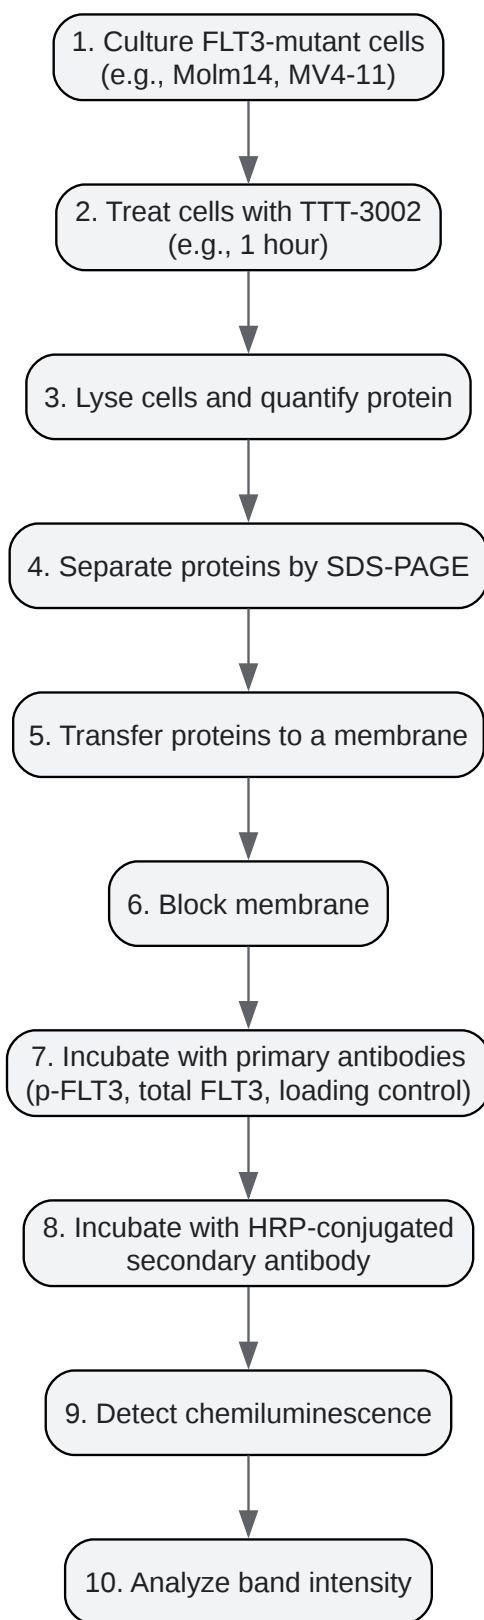 1. Culture FLT3-mutant cells
(e.g., Molm14, MV4-11)
2. Treat cells with TTT-3002
(e.g., 1 hour)
3. Lyse cells and quantify protein
4. Separate proteins by SDS-PAGE
5. Transfer proteins to a membrane
6. Block membrane
7. Incubate with primary antibodies
(p-FLT3, total FLT3, loading control)
8. Incubate with HRP-conjugated
secondary antibody
9. Detect chemiluminescence
10. Analyze band intensity